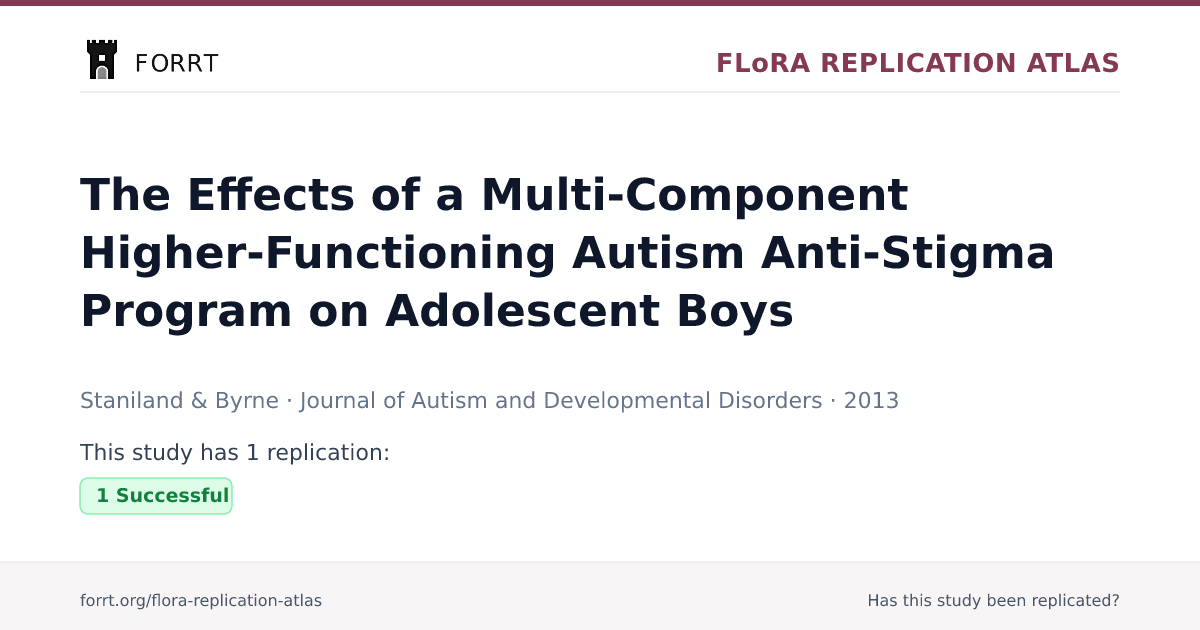 FORRT
FLoRA REPLICATION ATLAS
The Effects of a Multi-Component
Higher-Functioning Autism Anti-Stigma
Program on Adolescent Boys
Staniland & Byrne · Journal of Autism and Developmental Disorders · 2013
This study has 1 replication:
1 Successful
forrt.org/flora-replication-atlas
Has this study been replicated?